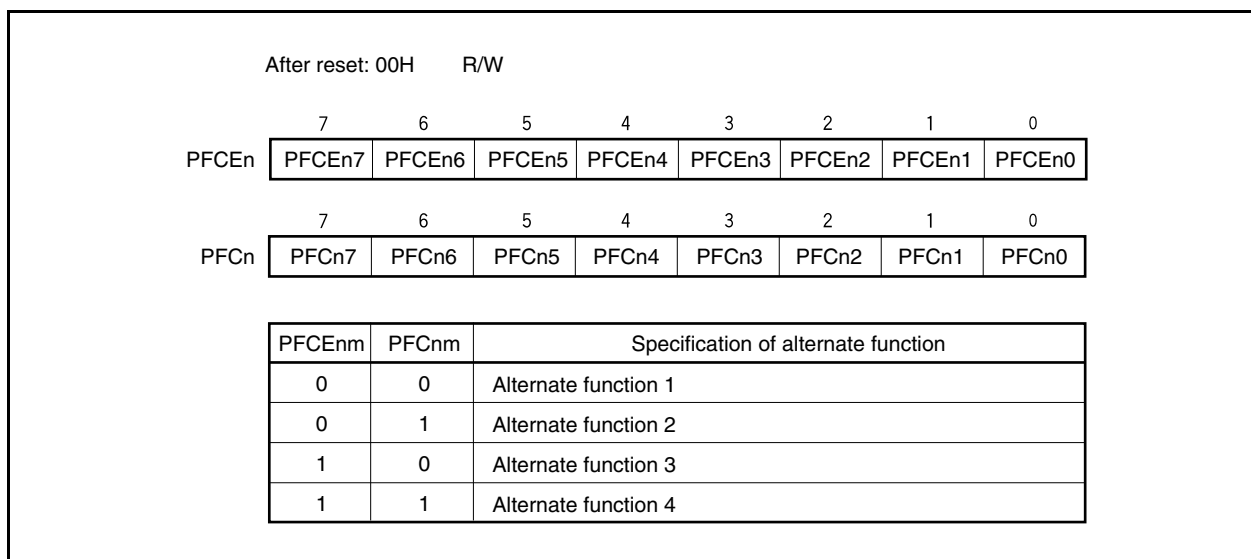 After reset: 00H R/W
7 6 5 4 3 2 1 0
PFCEn PFCEn7 PFCEn6 PFCEn5 PFCEn4 PFCEn3 PFCEn2 PFCEn1 PFCEn0
7 6 5 4 3 2 1 0
PFCn PFCn7 PFCn6 PFCn5 PFCn4 PFCn3 PFCn2 PFCn1 PFCn0
PFCEnm PFCnm Specification of alternate function
0 0 Alternate function 1
0 1 Alternate function 2
1 0 Alternate function 3
1 1 Alternate function 4